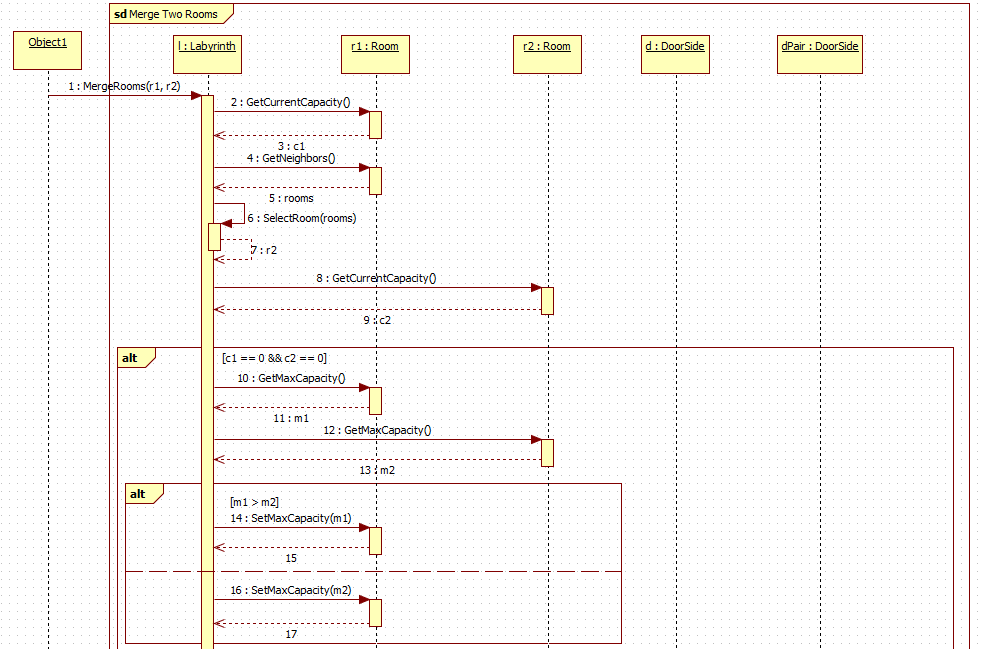 sd Merge Two Rooms
Object1
l : Labyrinth
r1 : Room
r2 : Room
d : DoorSide
dPair : DoorSide
1 : MergeRooms(r1, r2)
2 : GetCurrentCapacity()
3 : c1
4 : GetNeighbors()
5 : rooms
6 : SelectRoom(rooms)
7 : r2
8 : GetCurrentCapacity()
9 : c2
alt
[c1 == 0 && c2 == 0]
10 : GetMaxCapacity()
11 : m1
12 : GetMaxCapacity()
13 : m2
alt
[m1 > m2]
14 : SetMaxCapacity(m1)
15
16 : SetMaxCapacity(m2)
17